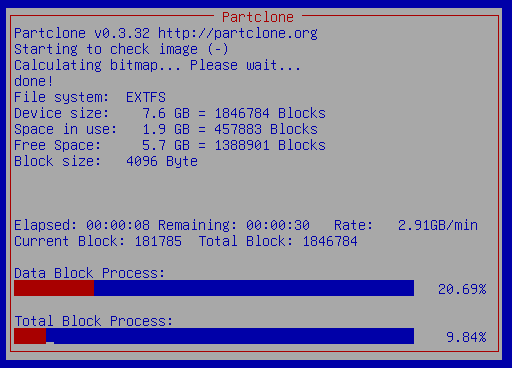 Partclone
Partclone v0.3.32 http://partclone.org
Starting to check image (-)
Calculating bitmap... Please wait...
done!
File system:  EXTFS
Device size:    7.6 GB = 1846784 Blocks
Space in use:   1.9 GB = 457883 Blocks
Free Space:     5.7 GB = 1388901 Blocks
Block size:   4096 Byte
Elapsed: 00:00:08 Remaining: 00:00:30   Rate:   2.91GB/min
Current Block: 181785  Total Block: 1846784
Data Block Process:
20.69%
Total Block Process:
9.84%